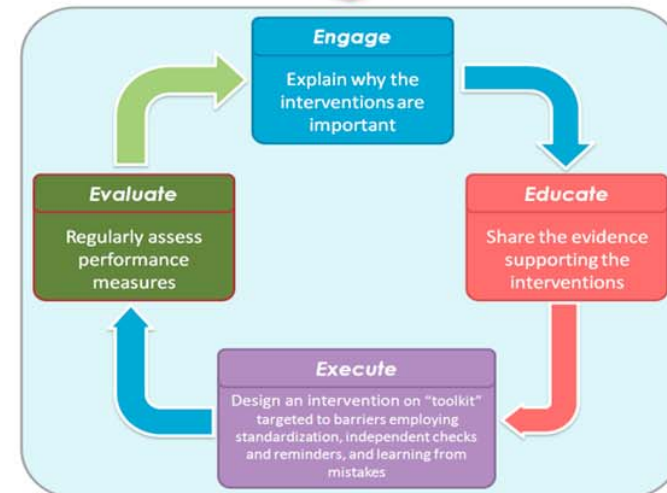 Engage
Explain why the
interventions are
important
Evaluate
Regularly assess
performance
measures
Educate
Share the evidence
supporting the
interventions
Execute
Design an intervention on “toolkit”
targeted to barriers employing
standardization, independent checks
and reminders, and learning from
mistakes